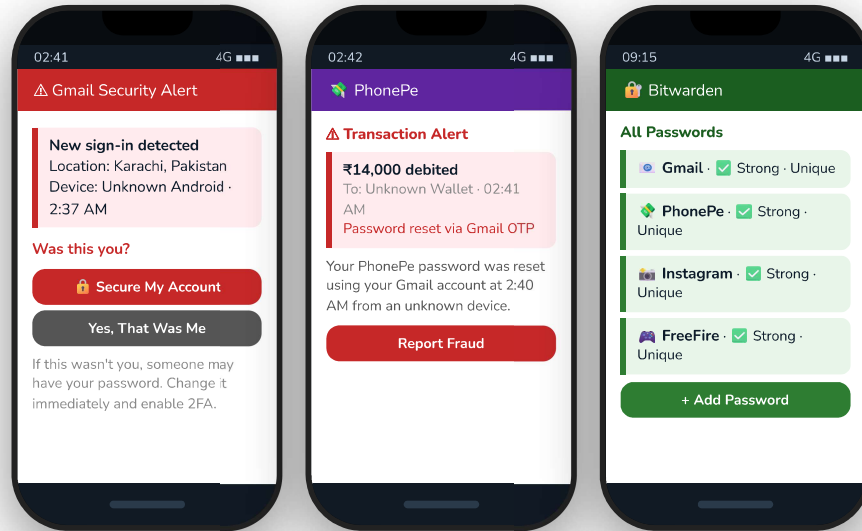 02:41
4G
⚠ Gmail Security Alert
New sign-in detected
Location: Karachi, Pakistan
Device: Unknown Android ·
2:37 AM
Was this you?
🔒 Secure My Account
Yes, That Was Me
If this wasn't you, someone may
have your password. Change it
immediately and enable 2FA.
02:42
4G
💸 PhonePe
⚠ Transaction Alert
₹14,000 debited
To: Unknown Wallet · 02:41
AM
Password reset via Gmail OTP
Your PhonePe password was reset
using your Gmail account at 2:40
AM from an unknown device.
Report Fraud
09:15
4G
🔐 Bitwarden
All Passwords
📧 Gmail · ✅ Strong · Unique
💸 PhonePe · ✅ Strong ·
Unique
📸 Instagram · ✅ Strong ·
Unique
🎮 FreeFire · ✅ Strong ·
Unique
+ Add Password